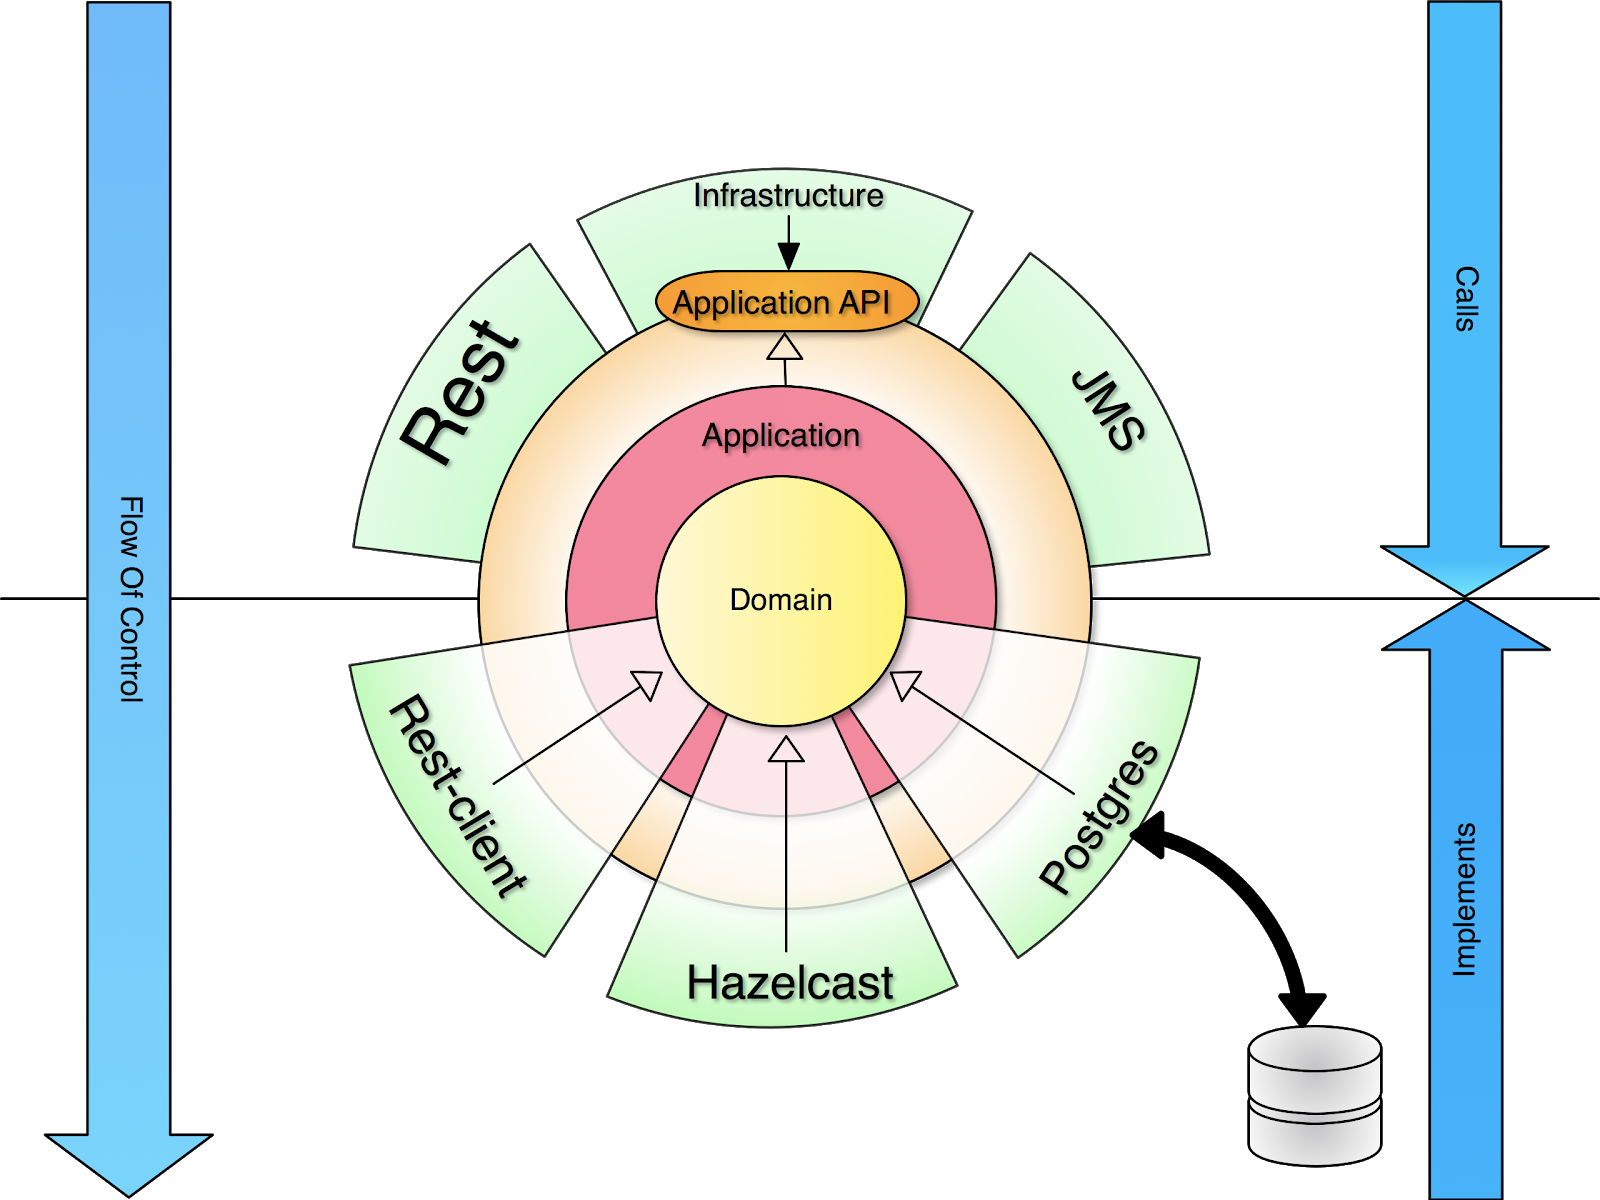 Infrastructure
Application API
Rest
JMS
Application
Domain
Rest-client
Hazelcast
Postgres
Flow Of Control
Calls
Implements